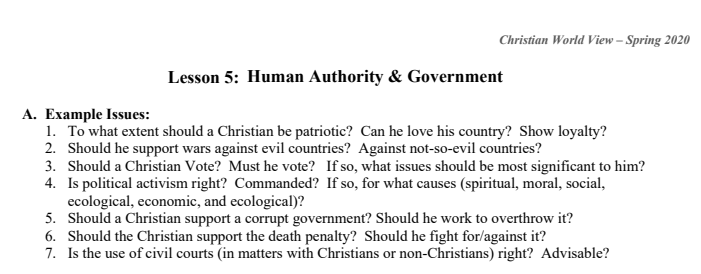 Christian World View – Spring 2020
Lesson 5: Human Authority & Government
A. Example Issues:
1. To what extent should a Christian be patriotic? Can he love his country? Show loyalty?
2. Should he support wars against evil countries? Against not-so-evil countries?
3. Should a Christian Vote? Must he vote? If so, what issues should be most significant to him?
4. Is political activism right? Commanded? If so, for what causes (spiritual, moral, social,
ecological, economic, and ecological)?
5. Should a Christian support a corrupt government? Should he work to overthrow it?
6. Should the Christian support the death penalty? Should he fight for/against it?
7. Is the use of civil courts (in matters with Christians or non-Christians) right? Advisable?